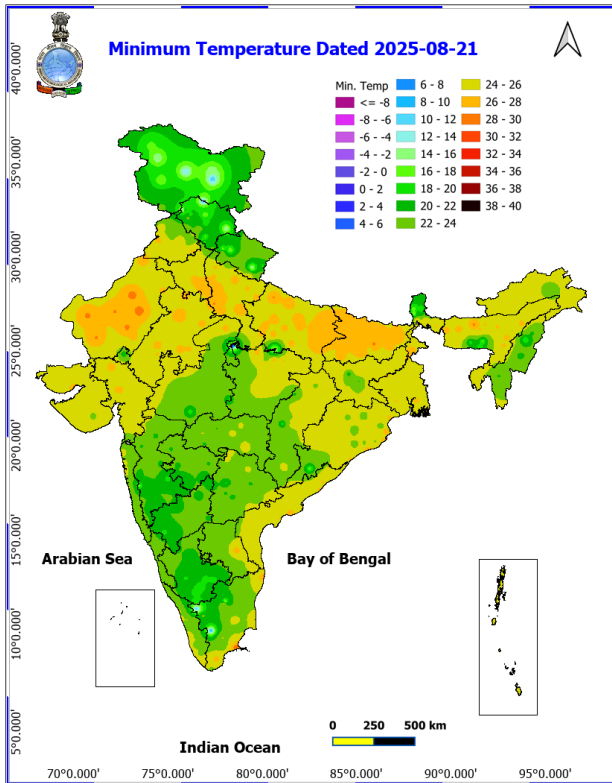 Minimum Temperature Dated 2025-08-21
Min. Temp
<= -8
-8 - -6
-6 - -4
-4 - -2
-2 - 0
0 - 2
2 - 4
4 - 6
6 - 8
8 - 10
10 - 12
12 - 14
14 - 16
16 - 18
18 - 20
20 - 22
22 - 24
24 - 26
26 - 28
28 - 30
30 - 32
32 - 34
34 - 36
36 - 38
38 - 40
40°0.000'
35°0.000'
30°0.000'
25°0.000'
20°0.000'
15°0.000'
10°0.000'
5°0.000'
Arabian Sea
Bay of Bengal
Indian Ocean
0 250 500 km
70°0.000' 75°0.000' 80°0.000' 85°0.000' 90°0.000' 95°0.000'